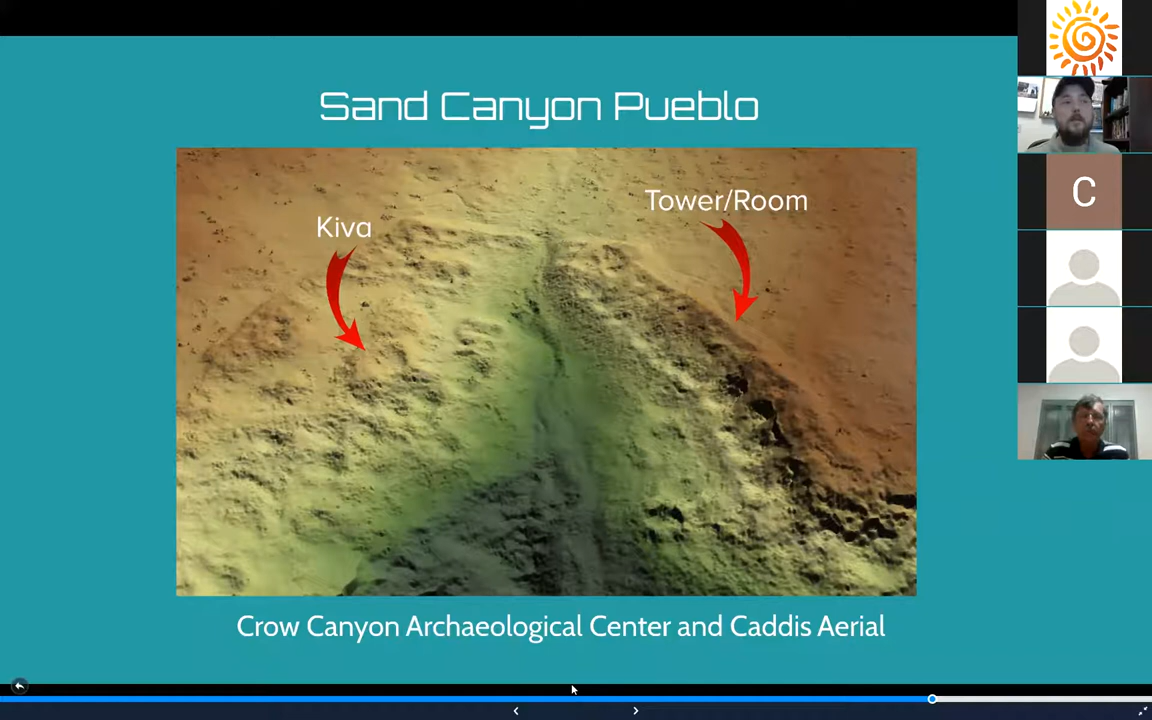 Sand Canyon Pueblo
Tower/Room
Kiva
Crow Canyon Archaeological Center and Caddis Aerial
C